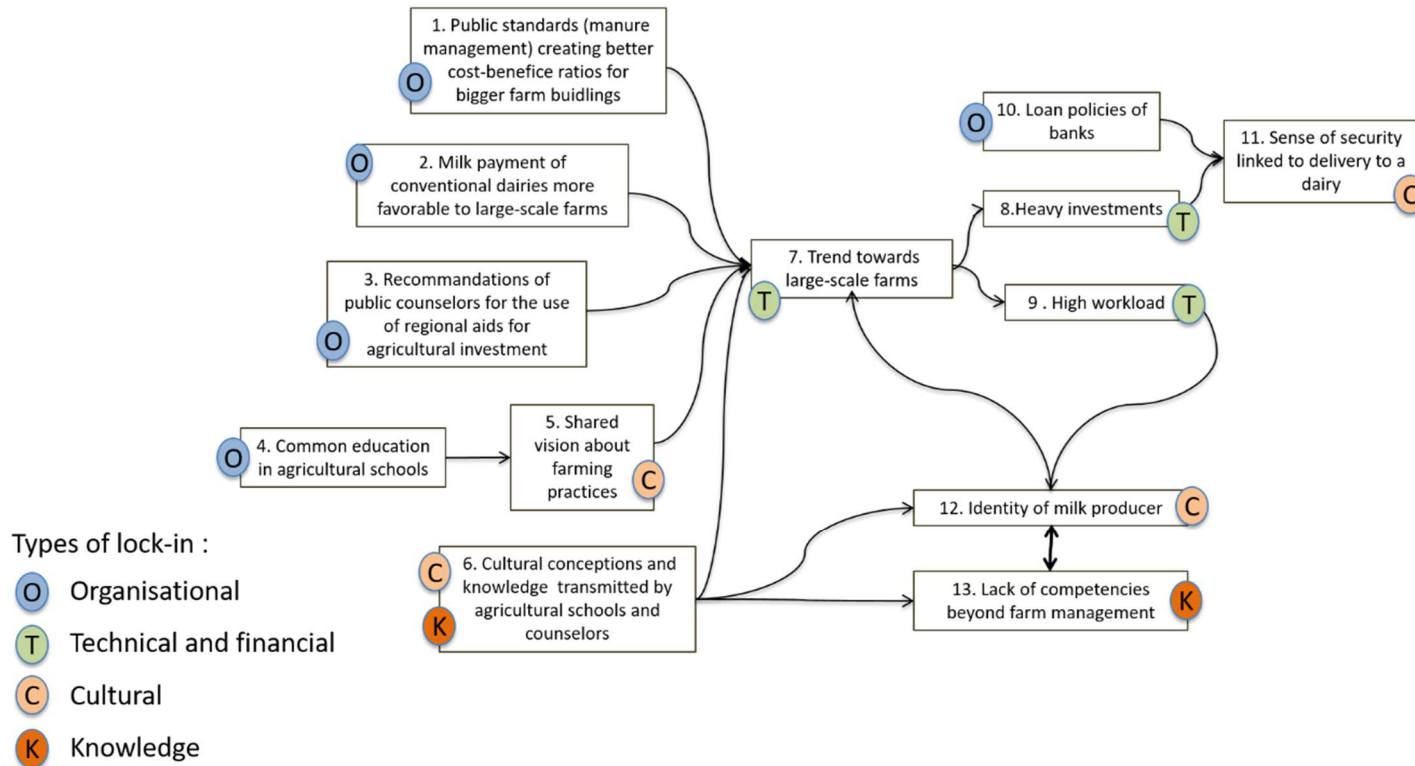 1. Public standards (manure
management) creating better
cost-benefice ratios for
bigger farm buidlings
O
O
2. Milk payment of
conventional dairies more
favorable to large-scale farms
3. Recommandations of
public counselors for the use
of regional aids for
agricultural investment
O
4. Common education
in agricultural schools
O
5. Shared
vision about
farming
practices
C
6. Cultural conceptions and
knowledge transmitted by
agricultural schools and
counselors
C
K
7. Trend towards
large-scale farms
T
8.Heavy investments
T
9 . High workload
T
10. Loan policies of
banks
O
11. Sense of security
linked to delivery to a
dairy
C
12. Identity of milk producer
C
13. Lack of competencies
beyond farm management
K
Types of lock-in :
O Organisational
T Technical and financial
C Cultural
K Knowledge